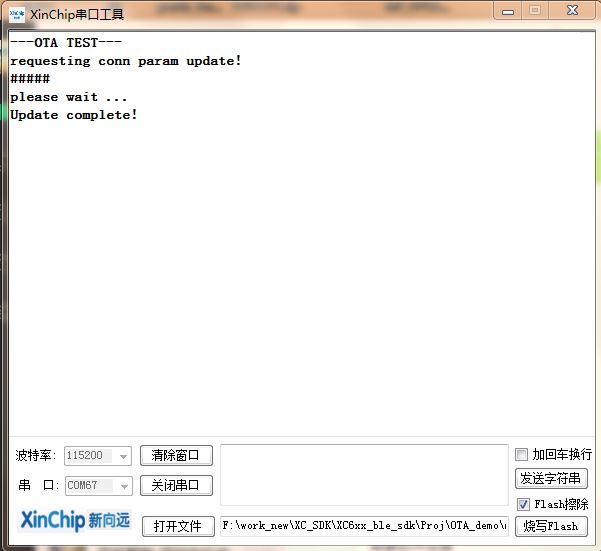 XinChip串口工具
---OTA TEST---
requesting conn param update!
#####
please wait ...
Update complete!
波特率: 115200 清除窗口 加回车换行
串 口: COM67 关闭串口 发送字符串
Flash擦除
XinChip 新向远 打开文件 F:\work_new\XC_SDK\XC6xx_ble_sdk\Proj\OTA_demo\ 烧写Flash